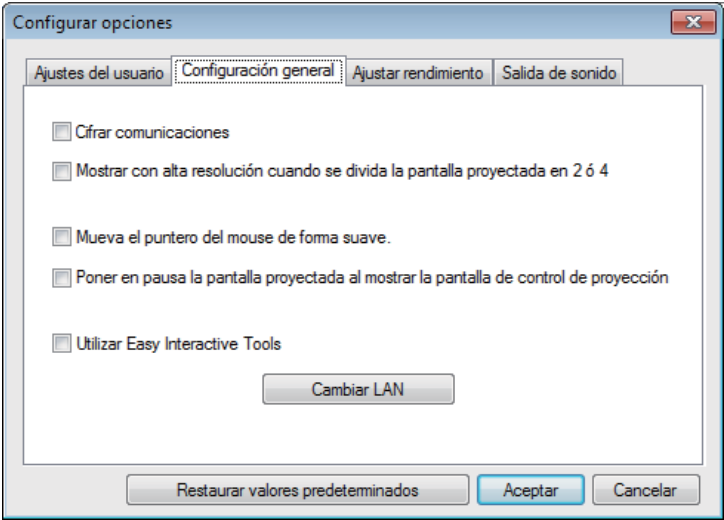 Configurar opciones
Ajustes del usuario Configuración general Ajustar rendimiento Salida de sonido
Cifrar comunicaciones
Mostrar con alta resolución cuando se divida la pantalla proyectada en 2 ó 4
Mueva el puntero del mouse de forma suave.
Poner en pausa la pantalla proyectada al mostrar la pantalla de control de proyección
Utilizar Easy Interactive Tools
Cambiar LAN
Restaurar valores predeterminados Aceptar Cancelar